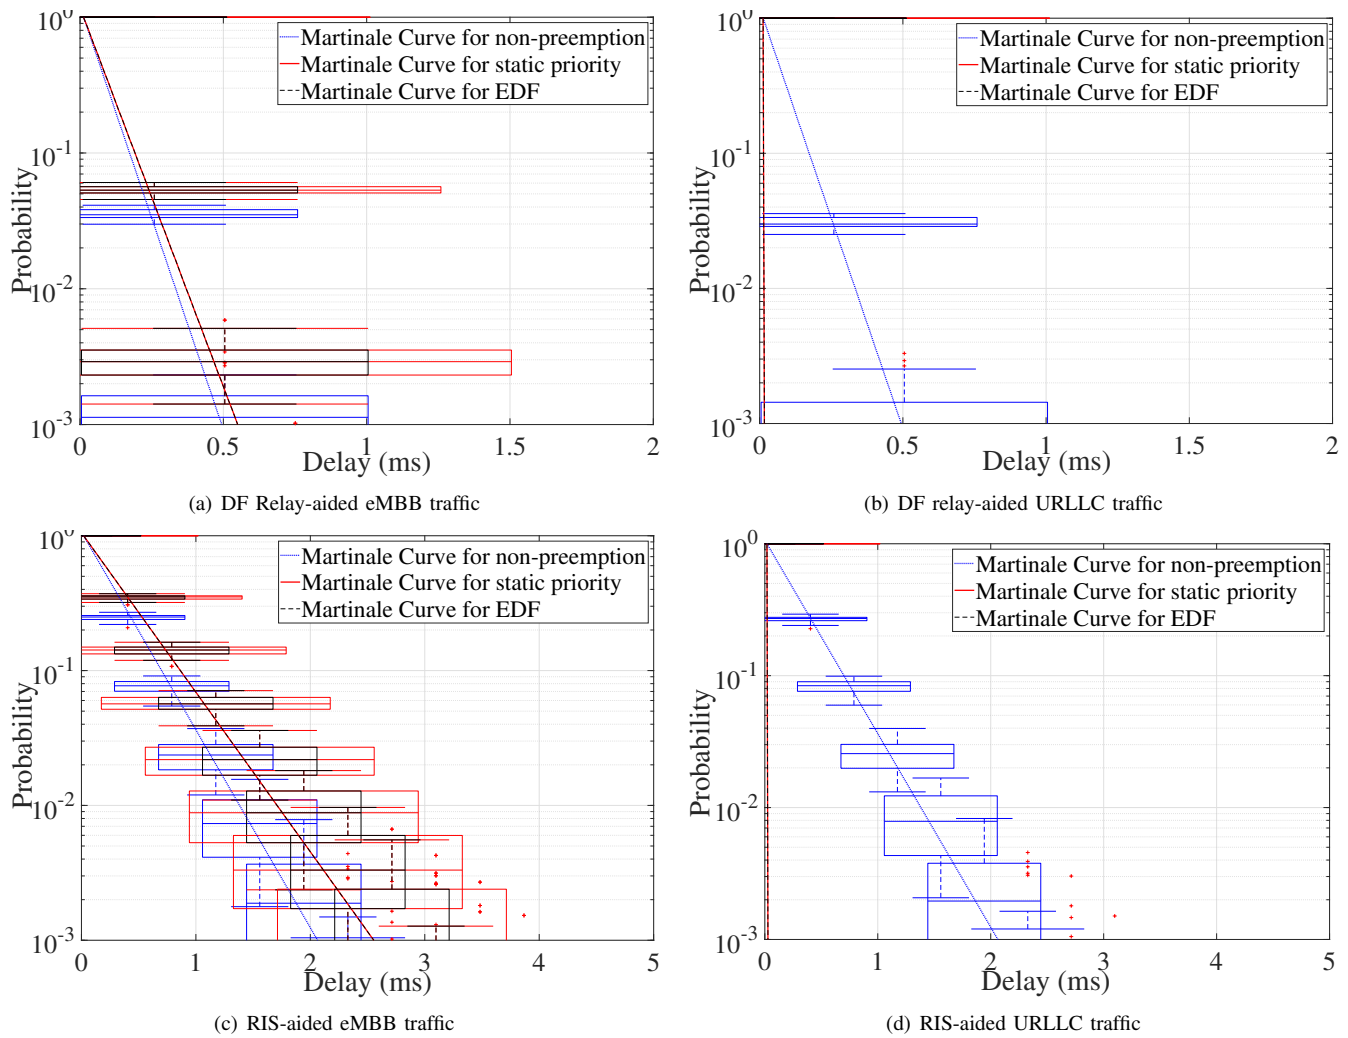 10^0
10^-1
10^-2
10^-3
Probability
Martinale Curve for non-preemption
Martinale Curve for static priority
Martinale Curve for EDF
0 0.5 1 1.5 2
Delay (ms)
(a) DF Relay-aided eMBB traffic
10^0
10^-1
10^-2
10^-3
Probability
Martinale Curve for non-preemption
Martinale Curve for static priority
Martinale Curve for EDF
0 0.5 1 1.5 2
Delay (ms)
(b) DF relay-aided URLLC traffic
10^0
10^-1
10^-2
10^-3
Probability
Martinale Curve for non-preemption
Martinale Curve for static priority
Martinale Curve for EDF
0 1 2 3 4 5
Delay (ms)
(c) RIS-aided eMBB traffic
10^0
10^-1
10^-2
10^-3
Probability
Martinale Curve for non-preemption
Martinale Curve for static priority
Martinale Curve for EDF
0 1 2 3 4 5
Delay (ms)
(d) RIS-aided URLLC traffic